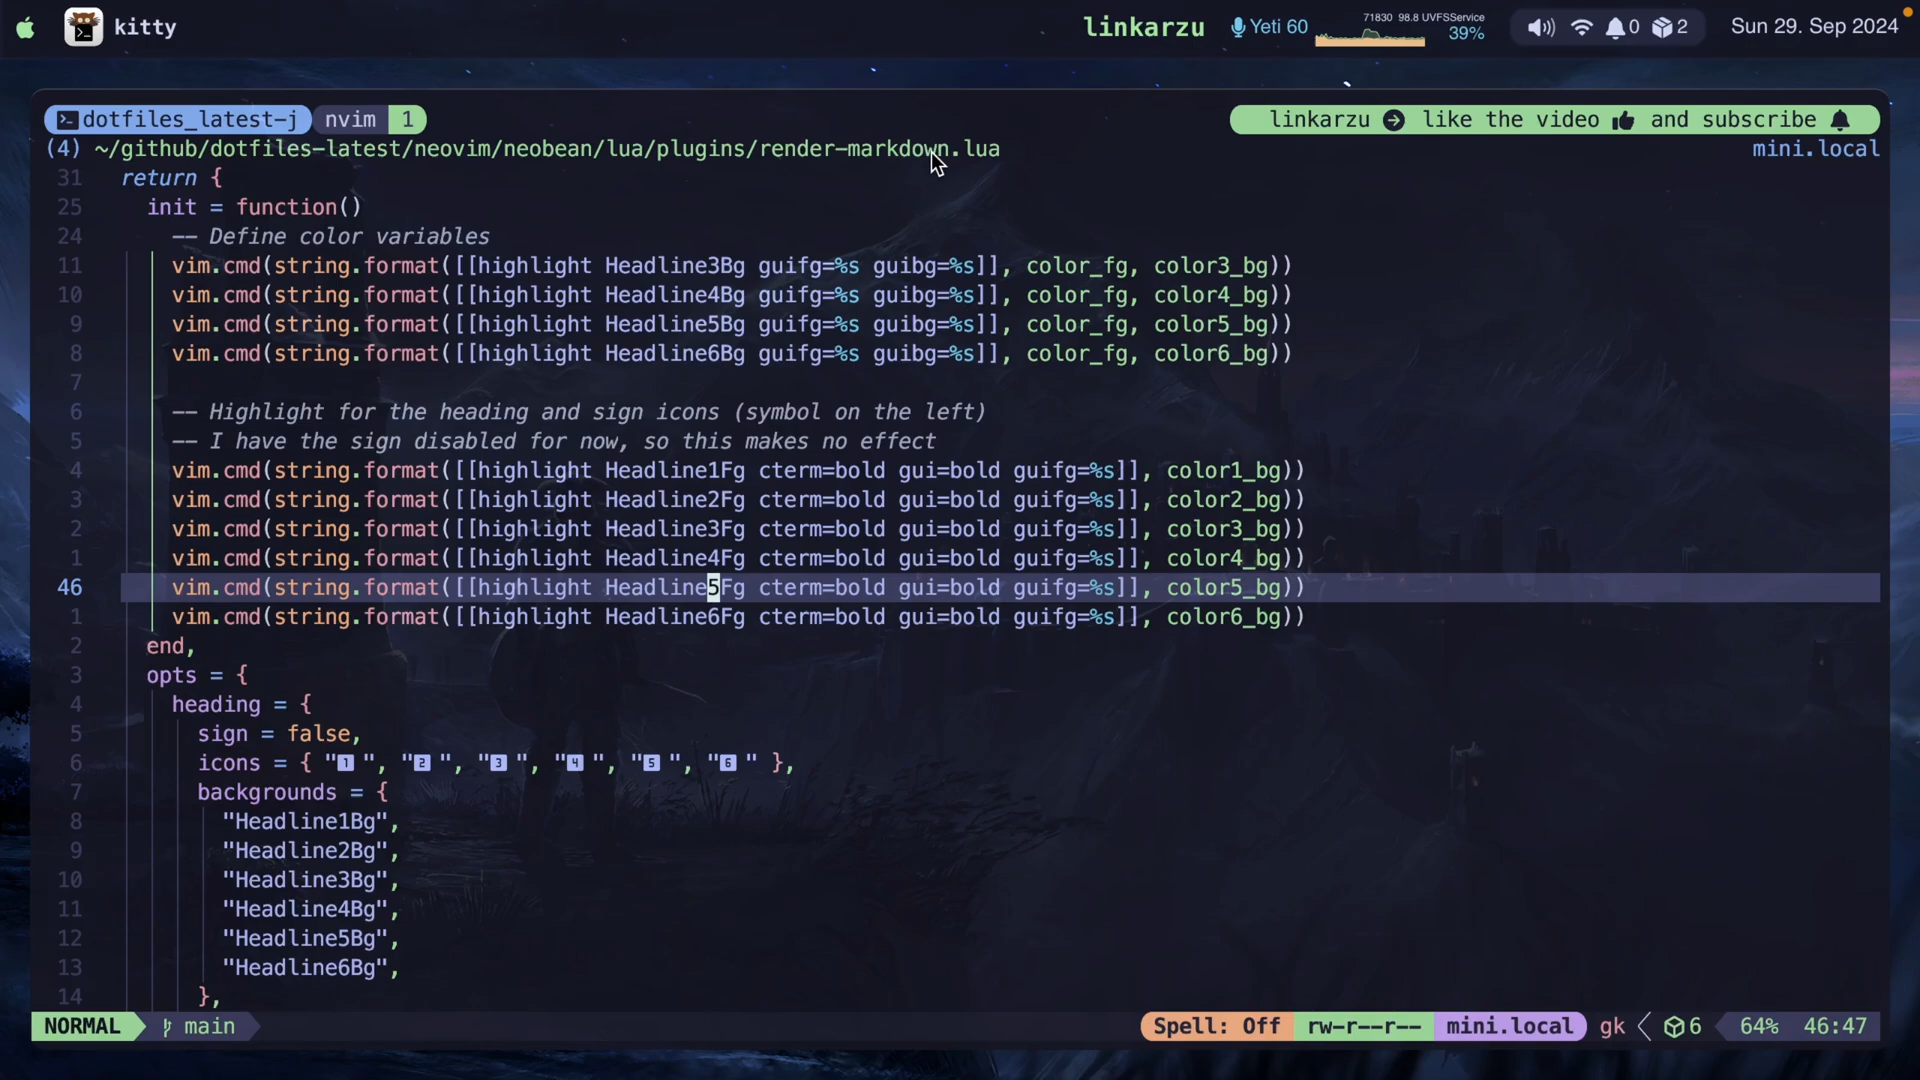 kitty
linkarzu
Yeti 60
71830 98.8 UVFSService
39%
0
2
Sun 29. Sep 2024
dotfiles_latest-j nvim 1
linkarzu like the video and subscribe
(4) ~/github/dotfiles-latest/neovim/neobean/lua/plugins/render-markdown.lua
mini.local
31 return {
25 init = function()
24 -- Define color variables
11 vim.cmd(string.format([[highlight Headline3Bg guifg=%s guibg=%s]], color_fg, color3_bg))
10 vim.cmd(string.format([[highlight Headline4Bg guifg=%s guibg=%s]], color_fg, color4_bg))
9 vim.cmd(string.format([[highlight Headline5Bg guifg=%s guibg=%s]], color_fg, color5_bg))
8 vim.cmd(string.format([[highlight Headline6Bg guifg=%s guibg=%s]], color_fg, color6_bg))
7
6 -- Highlight for the heading and sign icons (symbol on the left)
5 -- I have the sign disabled for now, so this makes no effect
4 vim.cmd(string.format([[highlight Headline1Fg cterm=bold gui=bold guifg=%s]], color1_bg))
3 vim.cmd(string.format([[highlight Headline2Fg cterm=bold gui=bold guifg=%s]], color2_bg))
2 vim.cmd(string.format([[highlight Headline3Fg cterm=bold gui=bold guifg=%s]], color3_bg))
1 vim.cmd(string.format([[highlight Headline4Fg cterm=bold gui=bold guifg=%s]], color4_bg))
46 vim.cmd(string.format([[highlight Headline5Fg cterm=bold gui=bold guifg=%s]], color5_bg))
1 vim.cmd(string.format([[highlight Headline6Fg cterm=bold gui=bold guifg=%s]], color6_bg))
2 end,
3 opts = {
4 heading = {
5 sign = false,
6 icons = { "1 ", "2 ", "3 ", "4 ", "5 ", "6 " },
7 backgrounds = {
8 "Headline1Bg",
9 "Headline2Bg",
10 "Headline3Bg",
11 "Headline4Bg",
12 "Headline5Bg",
13 "Headline6Bg",
14 },
NORMAL main
Spell: Off rw-r--r-- mini.local gk 6 64% 46:47